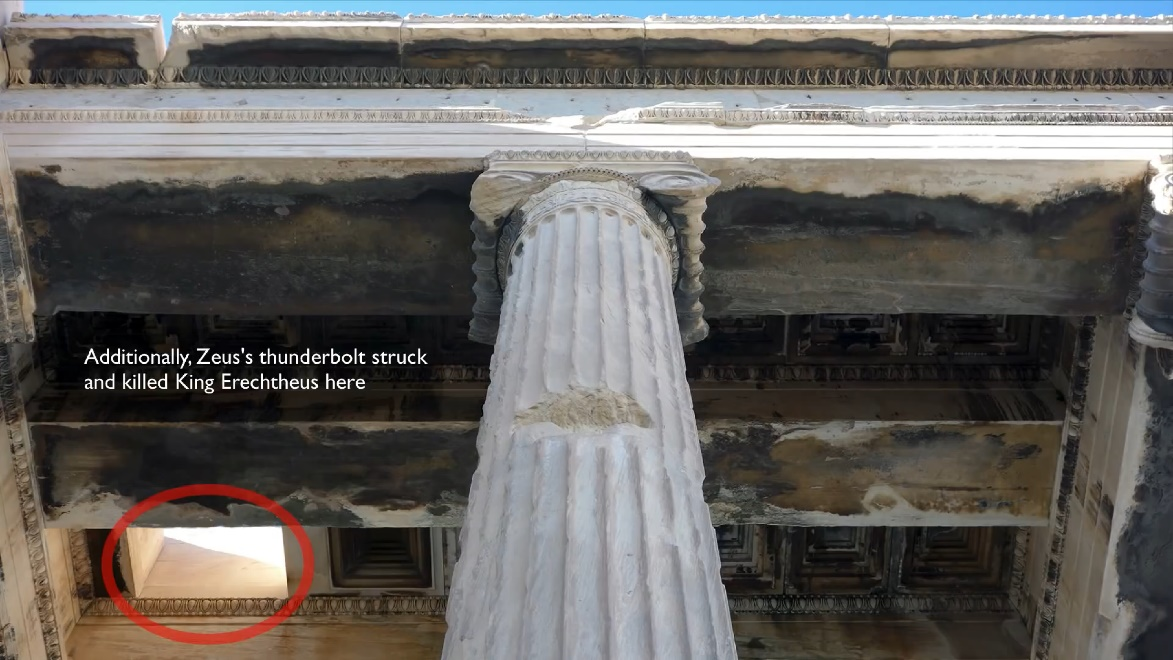 Additionally, Zeus's thunderbolt struck
and killed King Erechtheus here